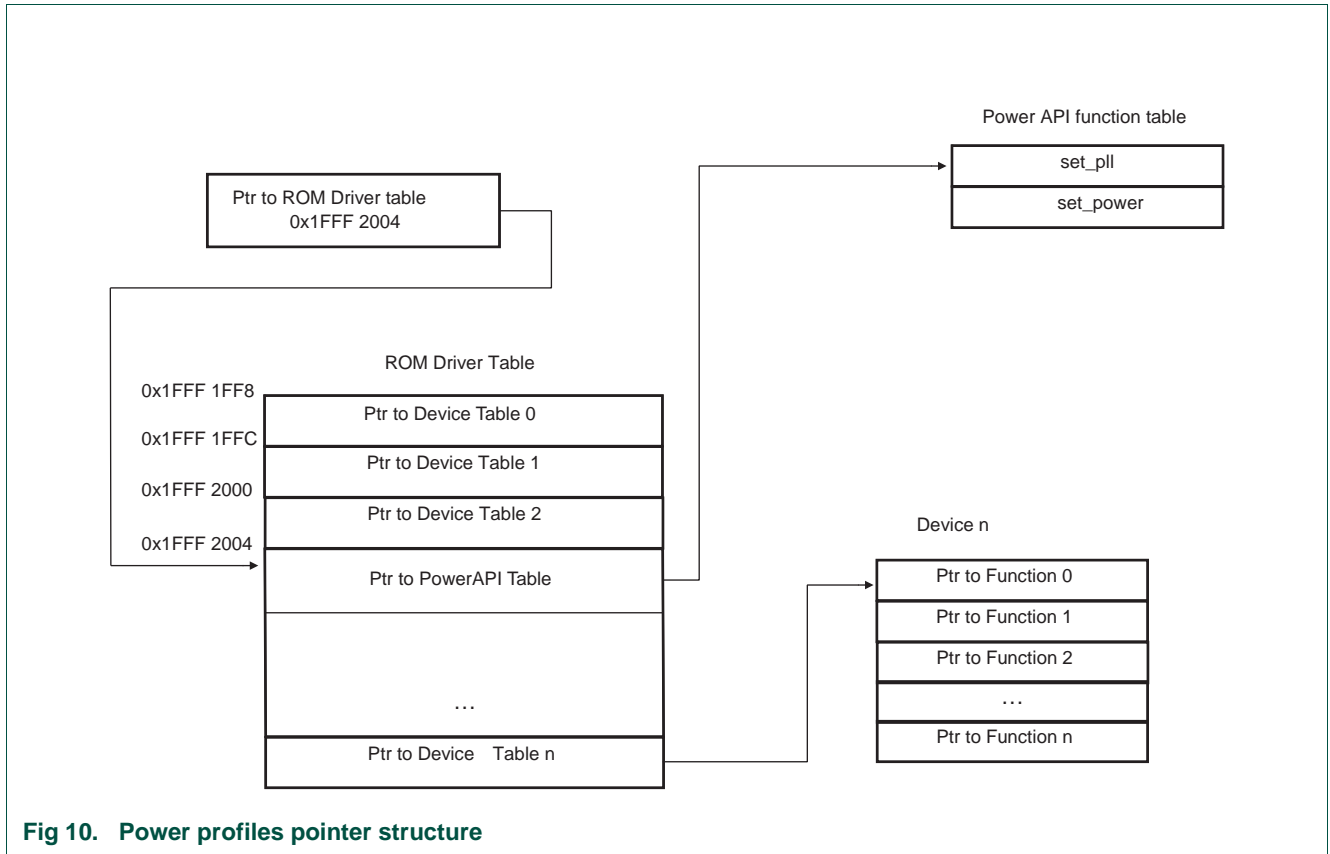 Power API function table
set_pll
set_power
Ptr to ROM Driver table
0x1FFF 2004
ROM Driver Table
0x1FFF 1FF8
Ptr to Device Table 0
0x1FFF 1FFC
Ptr to Device Table 1
0x1FFF 2000
Ptr to Device Table 2
0x1FFF 2004
Ptr to PowerAPI Table
…
Ptr to Device Table n
Device n
Ptr to Function 0
Ptr to Function 1
Ptr to Function 2
…
Ptr to Function n
Fig 10. Power profiles pointer structure